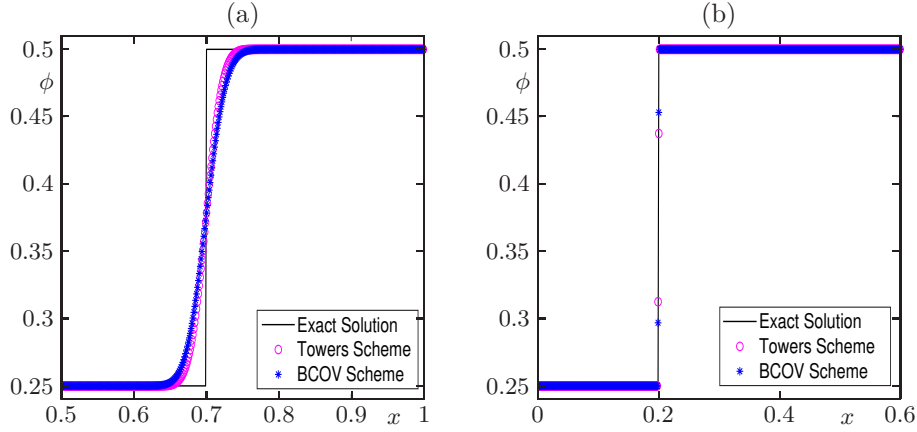 (a)
0.5
ϕ
0.45
0.4
0.35
0.3
0.25
0.5
0.6
0.7
0.8
0.9
x
1
Exact Solution
Towers Scheme
BCOV Scheme
(b)
0.5
ϕ
0.45
0.4
0.35
0.3
0.25
0
0.2
0.4
x
0.6
Exact Solution
Towers Scheme
BCOV Scheme